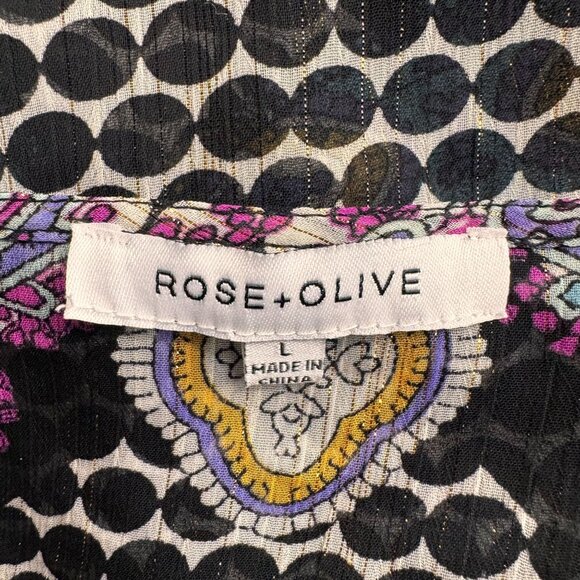 ROSE + OLIVE
L
MADE IN
CHINA